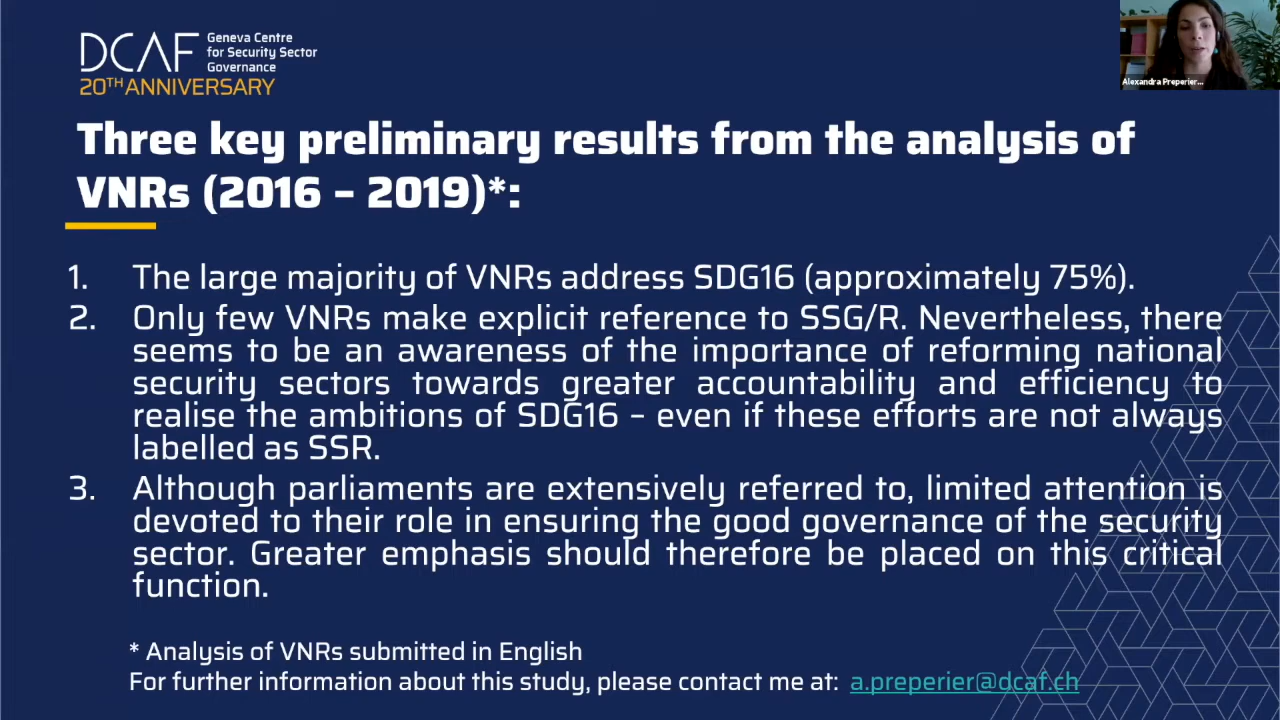 DCAF
Geneva Centre
for Security Sector
Governance
20TH ANNIVERSARY
Alexandra Preperier...
Three key preliminary results from the analysis of
VNRs (2016 – 2019)*:
1. The large majority of VNRs address SDG16 (approximately 75%).
2. Only few VNRs make explicit reference to SSG/R. Nevertheless, there
seems to be an awareness of the importance of reforming national
security sectors towards greater accountability and efficiency to
realise the ambitions of SDG16 – even if these efforts are not always
labelled as SSR.
3. Although parliaments are extensively referred to, limited attention is
devoted to their role in ensuring the good governance of the security
sector. Greater emphasis should therefore be placed on this critical
function.
* Analysis of VNRs submitted in English
For further information about this study, please contact me at: a.preperier@dcaf.ch